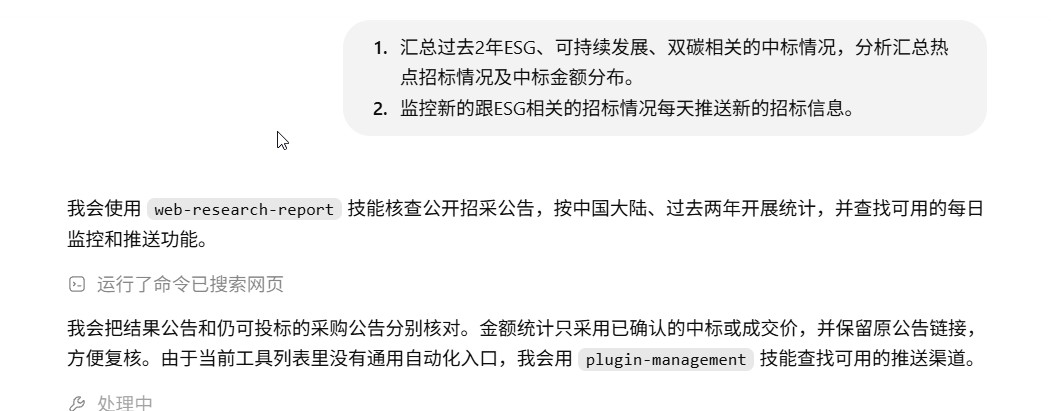 1. 汇总过去2年ESG、可持续发展、双碳相关的中标情况，分析汇总热
点招标情况及中标金额分布。
2. 监控新的跟ESG相关的招标情况每天推送新的招标信息。
我会使用 web-research-report 技能核查公开招采公告，按中国大陆、过去两年开展统计，并查找可用的每日
监控和推送功能。
运行了命令已搜索网页
我会把结果公告和仍可投标的采购公告分别核对。金额统计只采用已确认的中标或成交价，并保留原公告链接，
方便复核。由于当前工具列表里没有通用自动化入口，我会用 plugin-management 技能查找可用的推送渠道。
处理中